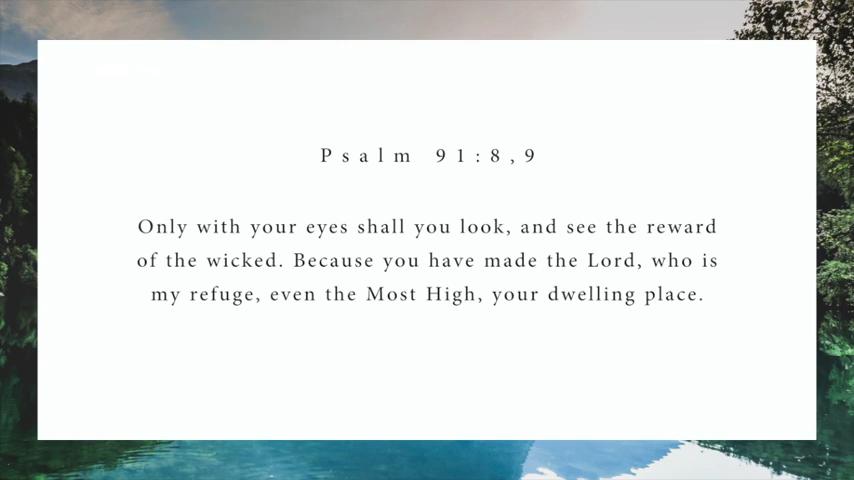 Psalm 91:8,9
Only with your eyes shall you look, and see the reward
of the wicked. Because you have made the Lord, who is
my refuge, even the Most High, your dwelling place.